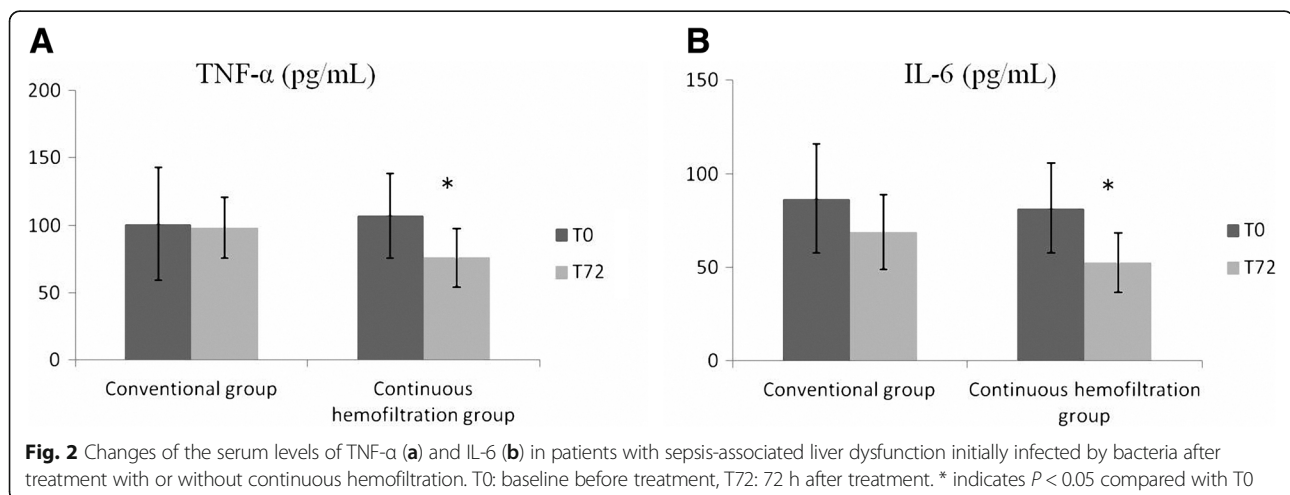 A
TNF-α (pg/mL)
200
150
100
50
0
*
T0
T72
Conventional group
Continuous
hemofiltration group
B
IL-6 (pg/mL)
150
100
50
0
*
T0
T72
Conventional group
Continuous hemofiltration
group
Fig. 2 Changes of the serum levels of TNF-α (a) and IL-6 (b) in patients with sepsis-associated liver dysfunction initially infected by bacteria after
treatment with or without continuous hemofiltration. T0: baseline before treatment, T72: 72 h after treatment. * indicates P < 0.05 compared with T0